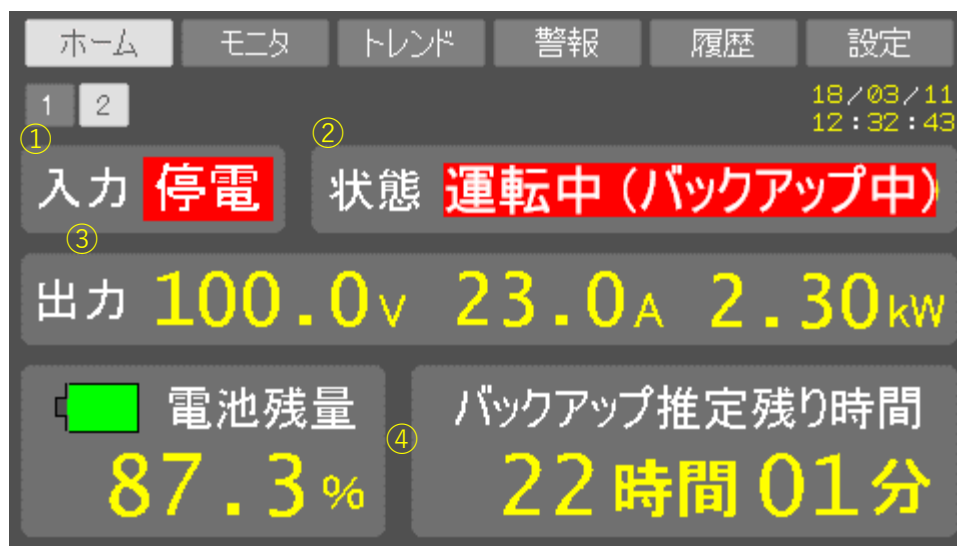 ホーム モニタ トレンド 警報 履歴 設定
1 2
18/03/11
12:32:43
① ②
入力 停電 状態 運転中(バックアップ中)
③
出力 100.0V 23.0A 2.30kW
電池残量 バックアップ推定残り時間
④
87.3% 22時間01分